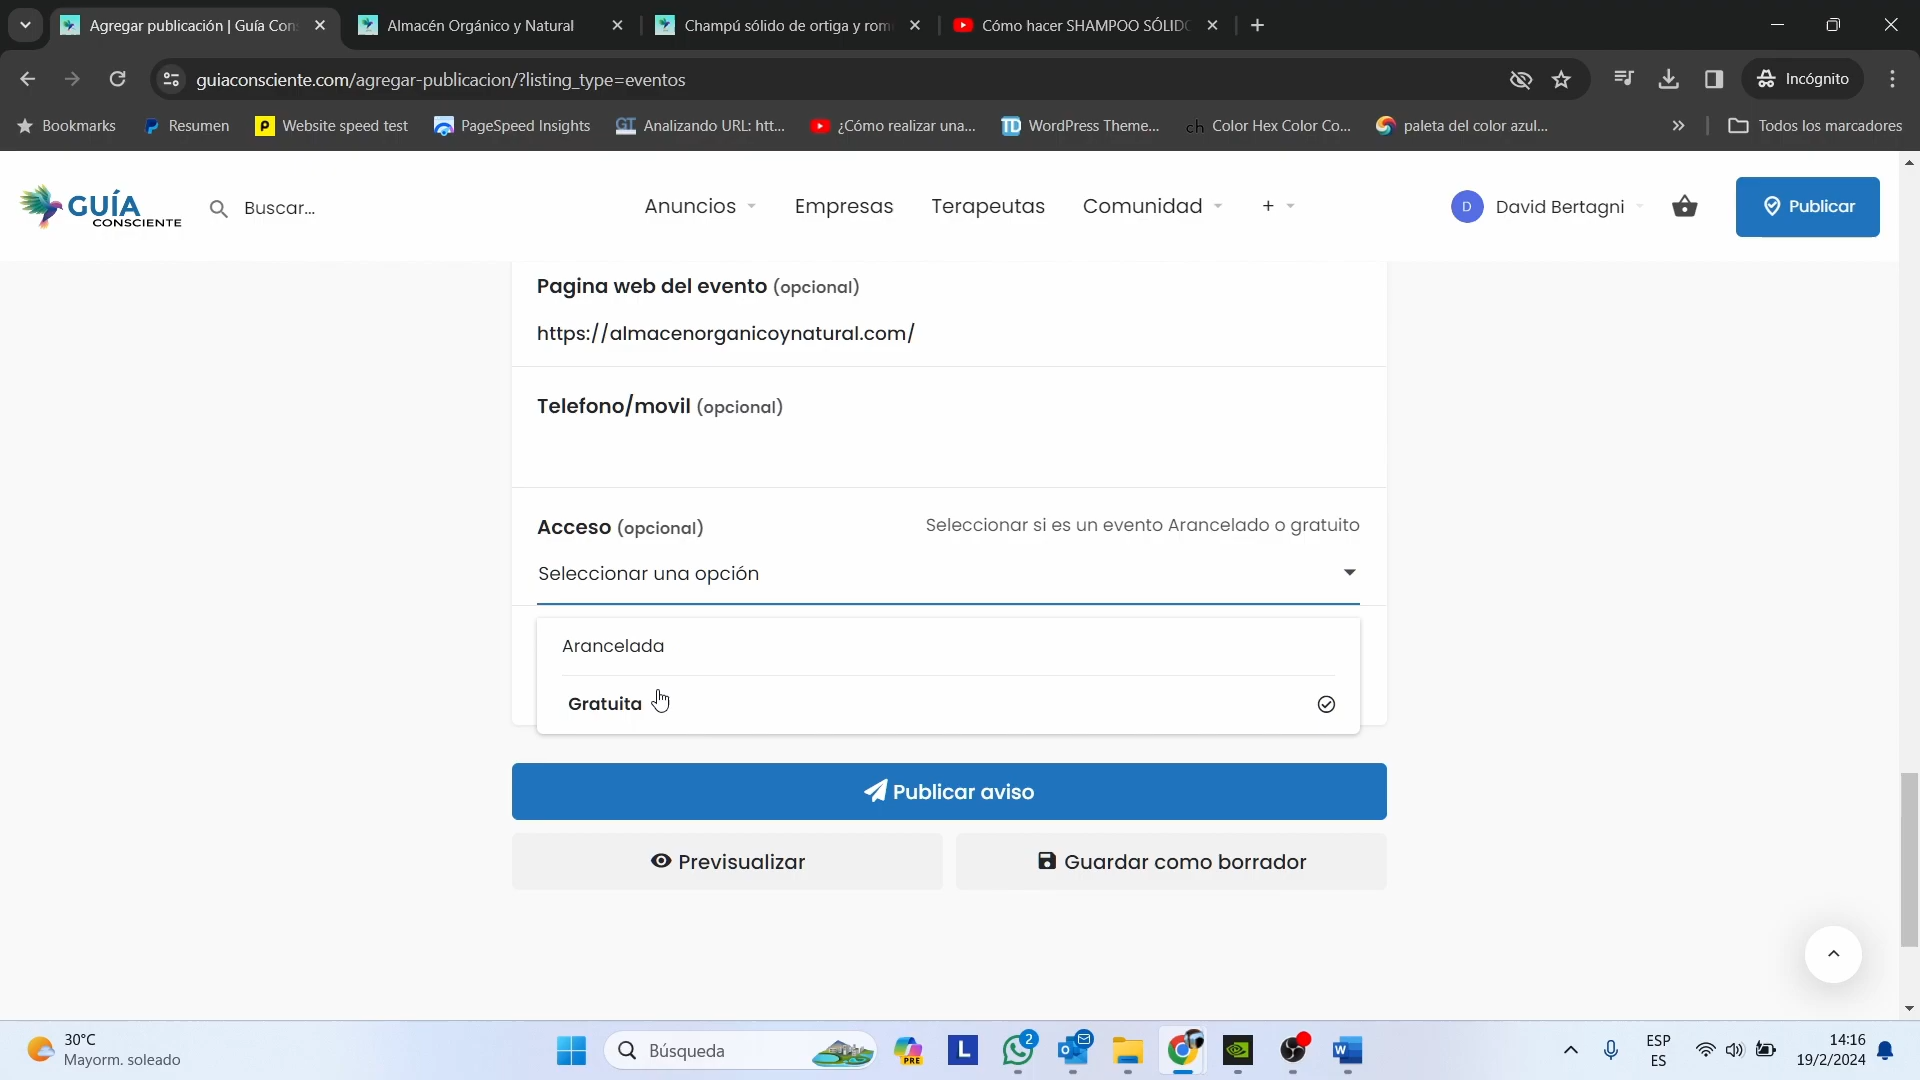 Agregar publicación | Guía Con
Almacén Orgánico y Natural
Champú sólido de ortiga y rom
Cómo hacer SHAMPOO SÓLID
guiaconsciente.com/agregar-publicacion/?listing_type=eventos
Incógnito
Bookmarks
Resumen
Website speed test
PageSpeed Insights
Analizando URL: htt...
¿Cómo realizar una...
WordPress Theme...
Color Hex Color Co...
paleta del color azul...
Todos los marcadores
GUÍA
CONSCIENTE
Buscar...
Anuncios
Empresas
Terapeutas
Comunidad
+
D
David Bertagni
Publicar
Pagina web del evento (opcional)
https://almacenorganicoynatural.com/
Telefono/movil (opcional)
Acceso (opcional)
Seleccionar si es un evento Arancelado o gratuito
Seleccionar una opción
Arancelada
Gratuita
Publicar aviso
Previsualizar
Guardar como borrador
30°C
Mayorm. soleado
Búsqueda
PRE
L
2
W
ESP
ES
14:16
19/2/2024